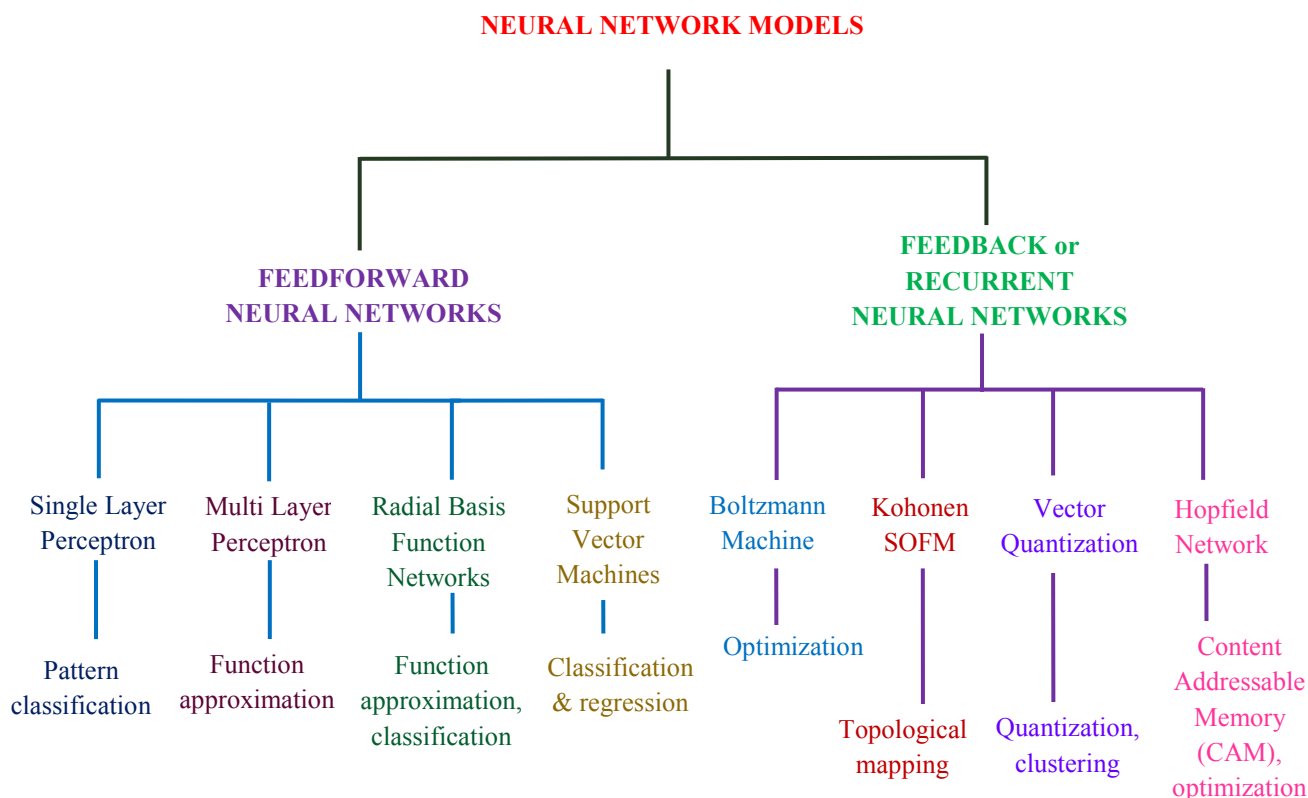 NEURAL NETWORK MODELS
FEEDFORWARD
NEURAL NETWORKS
FEEDBACK or
RECURRENT
NEURAL NETWORKS
Single Layer
Perceptron
Multi Layer
Perceptron
Radial Basis
Function
Networks
Support
Vector
Machines
Boltzmann
Machine
Kohonen
SOFM
Vector
Quantization
Hopfield
Network
Pattern
classification
Function
approximation
Function
approximation,
classification
Classification
& regression
Optimization
Topological
mapping
Quantization,
clustering
Content
Addressable
Memory
(CAM),
optimization